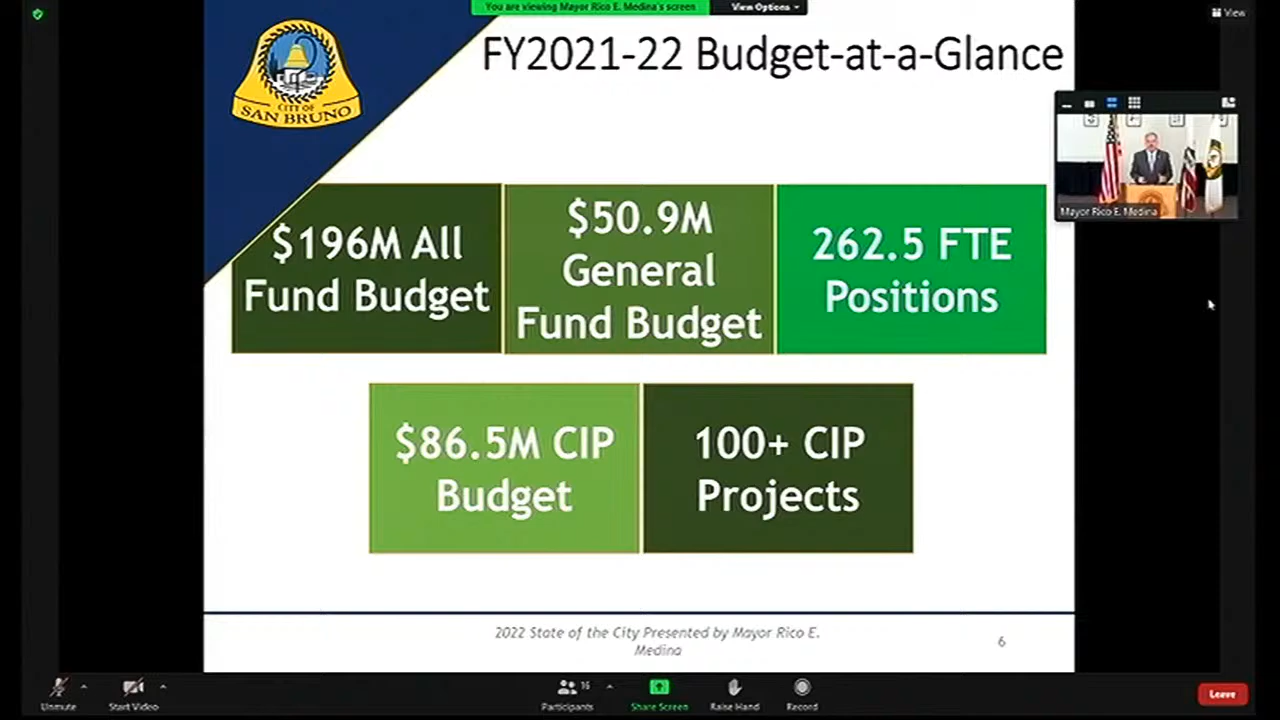 You are viewing Mayor Rico E. Medina's screen
View Options
View
CITY OF
SAN BRUNO
FY2021-22 Budget-at-a-Glance
Mayor Rico E. Medina
$196M All
Fund Budget
$50.9M
General
Fund Budget
262.5 FTE
Positions
$86.5M CIP
Budget
100+ CIP
Projects
2022 State of the City Presented by Mayor Rico E.
Medina
6
Unmute
Start Video
16
Participants
Share Screen
Raise Hand
Record
Leave